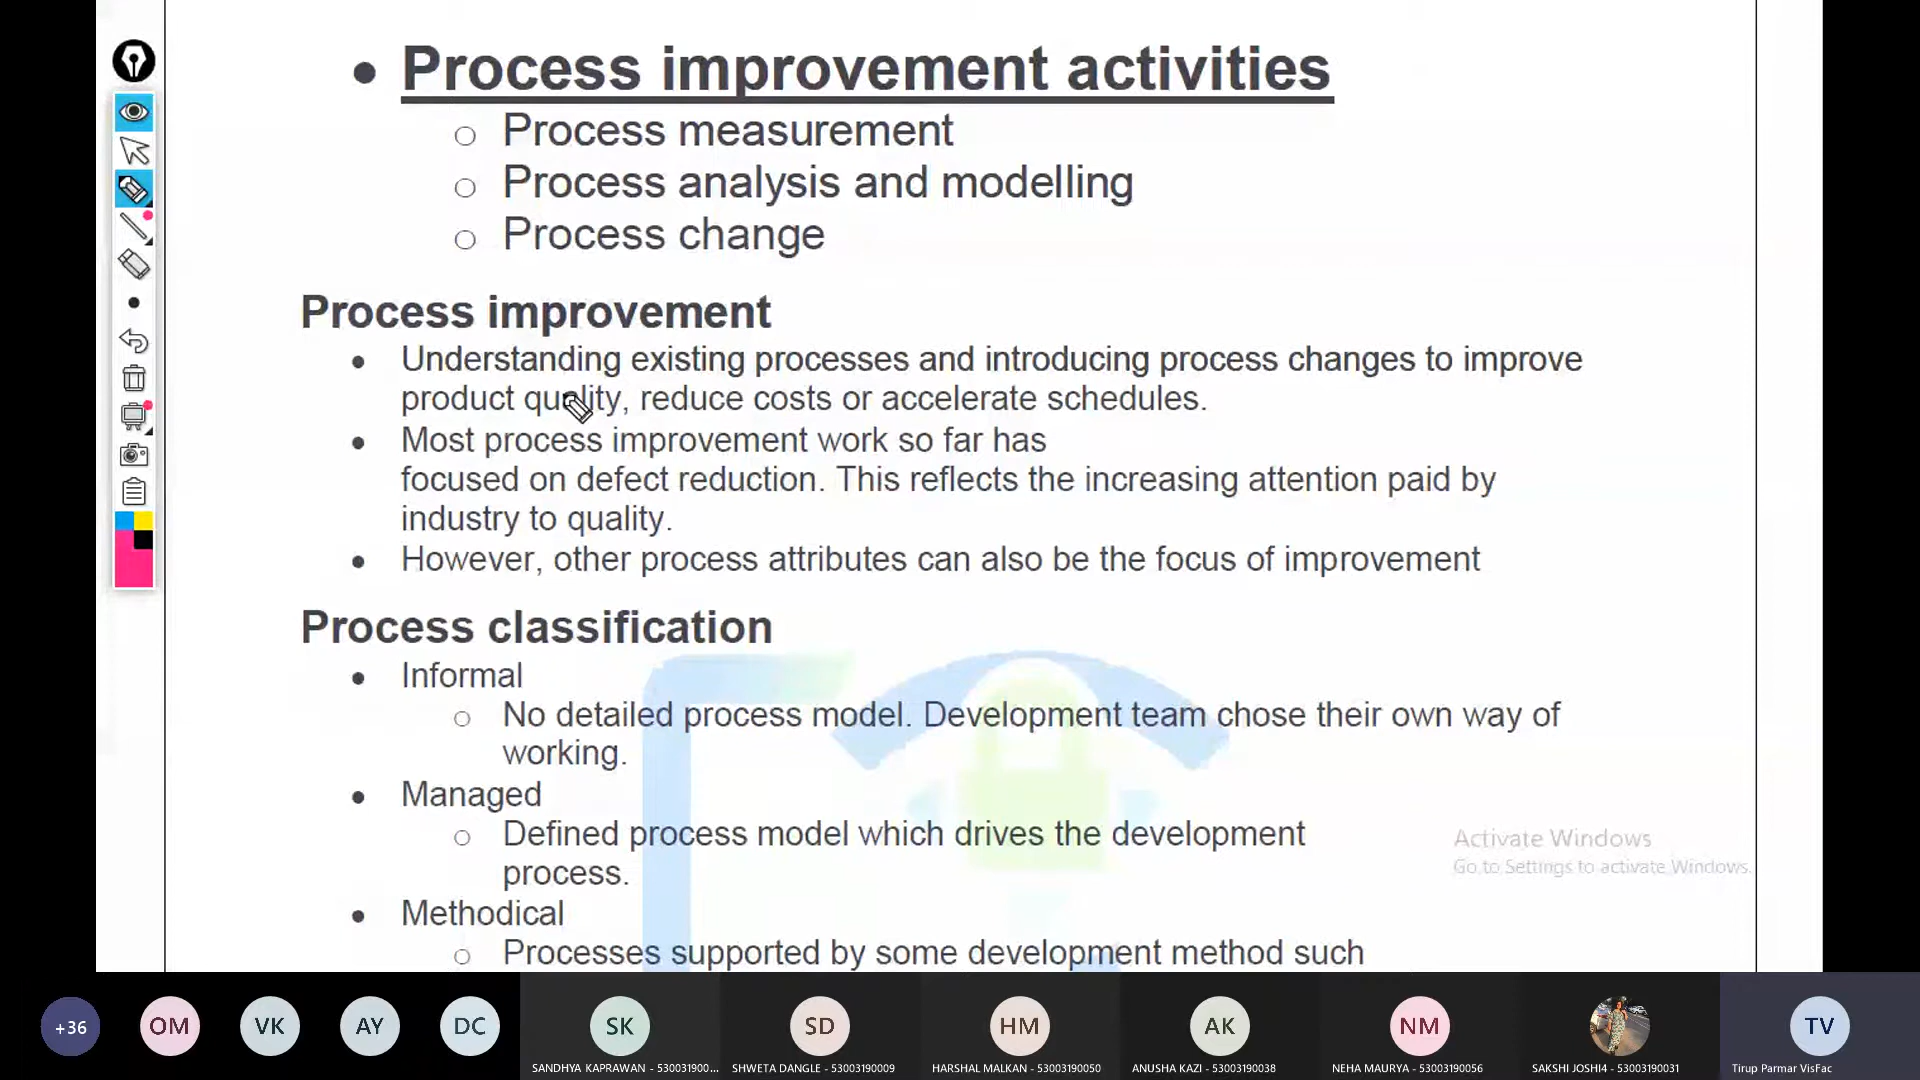 Process improvement activities
Process measurement
Process analysis and modelling
Process change
Process improvement
Understanding existing processes and introducing process changes to improve
product quality, reduce costs or accelerate schedules.
Most process improvement work so far has
focused on defect reduction. This reflects the increasing attention paid by
industry to quality.
However, other process attributes can also be the focus of improvement
Process classification
Informal
No detailed process model. Development team chose their own way of
working.
Managed
Defined process model which drives the development
process.
Methodical
Processes supported by some development method such
Activate Windows
Go to Settings to activate Windows.
+36
OM
VK
AY
DC
SK
SD
HM
AK
NM
TV
SANDHYA KAPRAWAN - 530031900...
SHWETA DANGLE - 53003190009
HARSHAL MALKAN - 53003190050
ANUSHA KAZI - 53003190038
NEHA MAURYA - 53003190056
SAKSHI JOSHI4 - 53003190031
Tirup Parmar VisFac